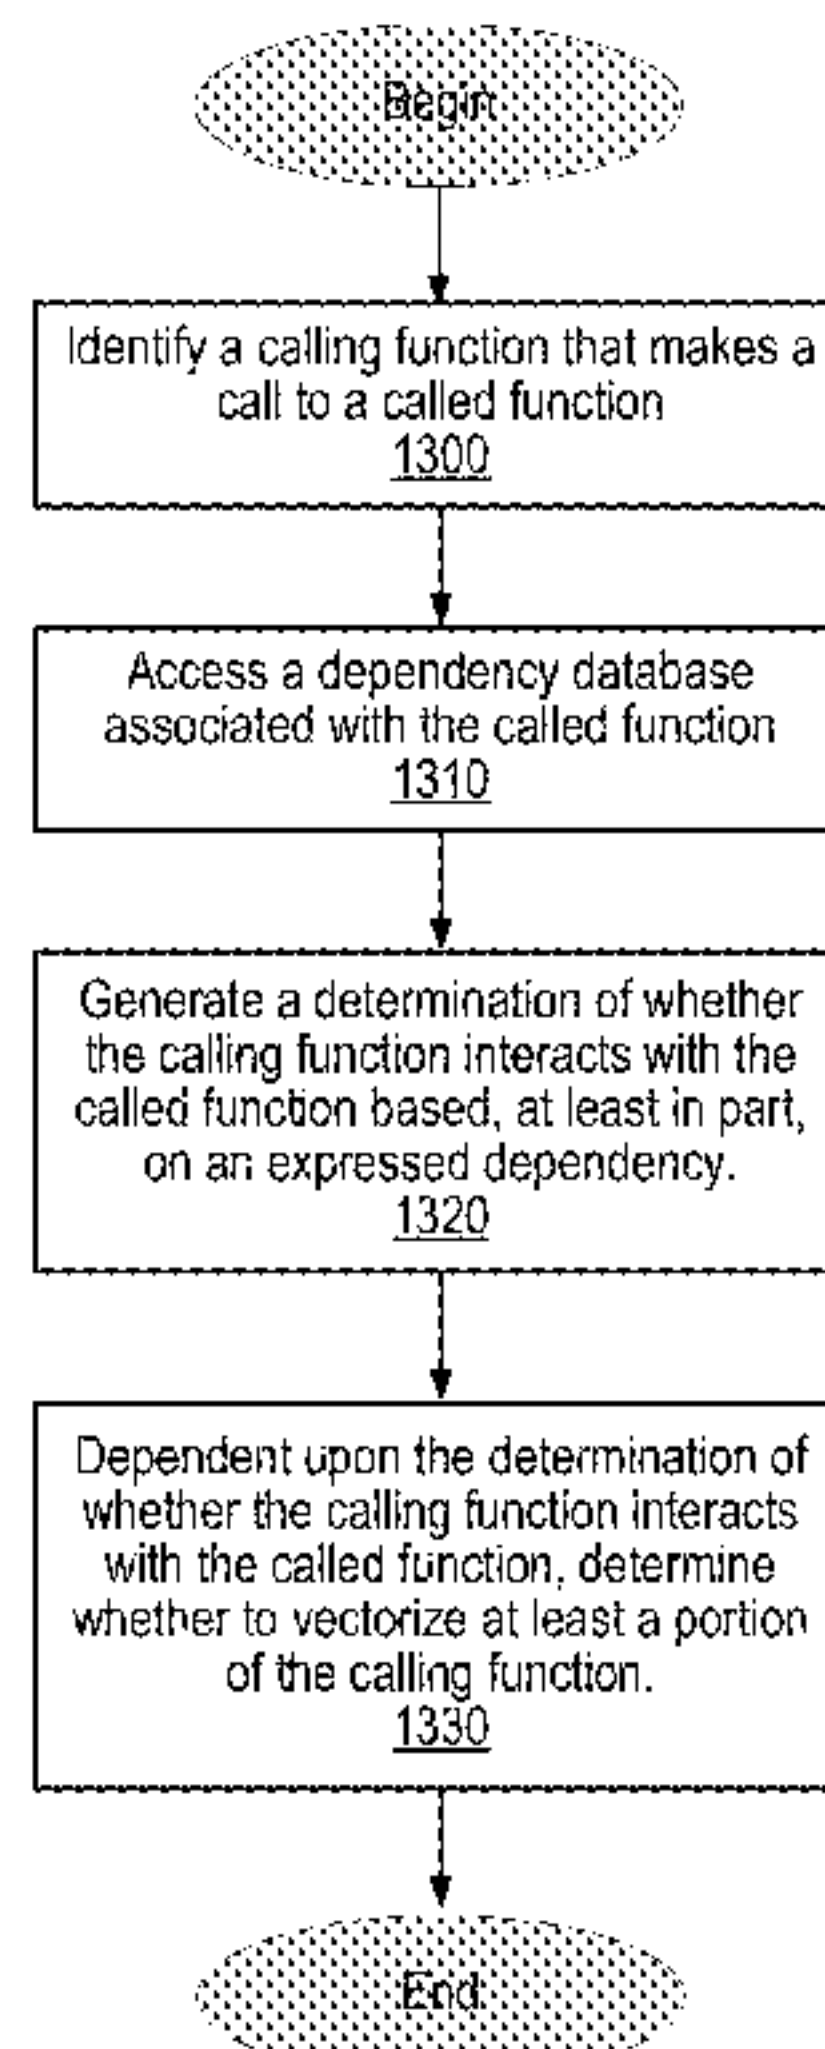 Begin
Identify a calling function that makes a
call to a called function
1300
Access a dependency database
associated with the called function
1310
Generate a determination of whether
the calling function interacts with the
called function based, at least in part,
on an expressed dependency.
1320
Dependent upon the determination of
whether the calling function interacts
with the called function, determine
whether to vectorize at least a portion
of the calling function.
1330
End